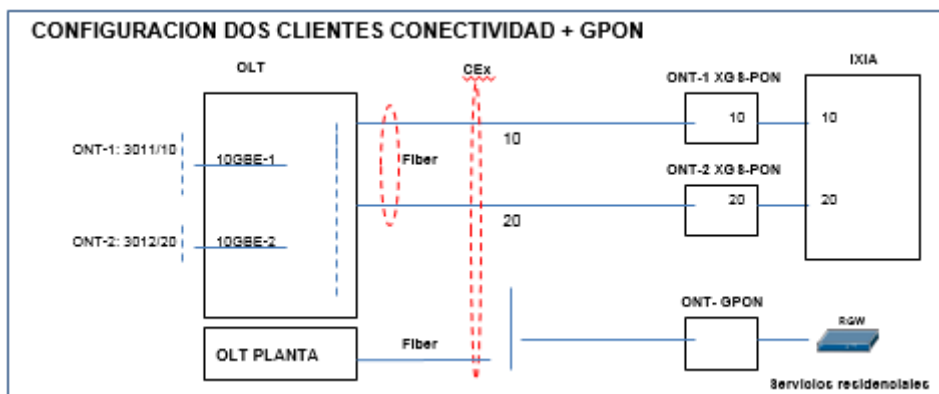 CONFIGURACION DOS CLIENTES CONECTIVIDAD + GPON
OLT
CEx
ONT-1 XG8-PON
IXIA
10
10
ONT-1: 3011/10
10GBE-1
Fiber
10
ONT-2 XG8-PON
20
20
20
ONT-2: 3012/20
10GBE-2
ONT- GPON
OLT PLANTA
Fiber
RGW
Servicios residenciales